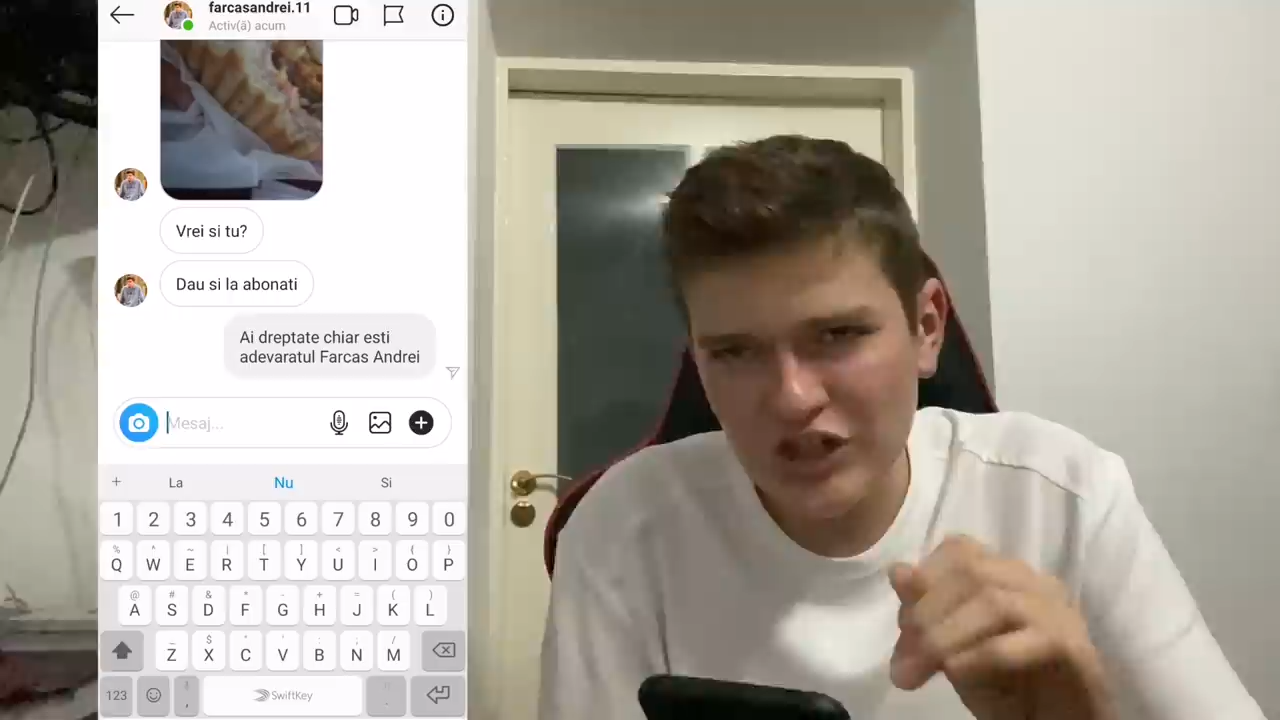 farcasandrei.11
Activ(ă) acum
Vrei si tu?
Dau si la abonati
Ai dreptate chiar esti
adevaratul Farcas Andrei
Mesaj...
La Nu Si
1 2 3 4 5 6 7 8 9 0
% ^ ~ | [ ] < > { }
Q W E R T Y U I O P
@ # & * - + = ( )
A S D F G H J K L
_ $ " ' : ; /
Z X C V B N M
123 , SwiftKey .